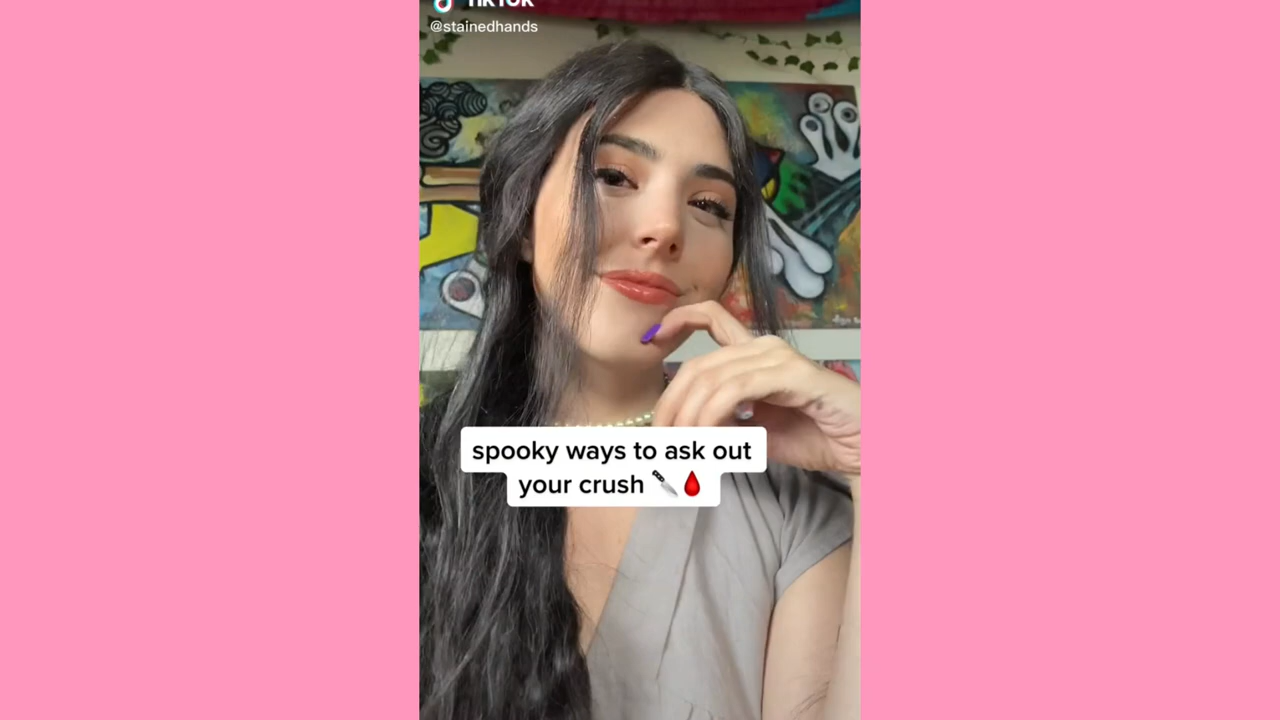 TikTok
@stainedhands
spooky ways to ask out
your crush 🔪🩸